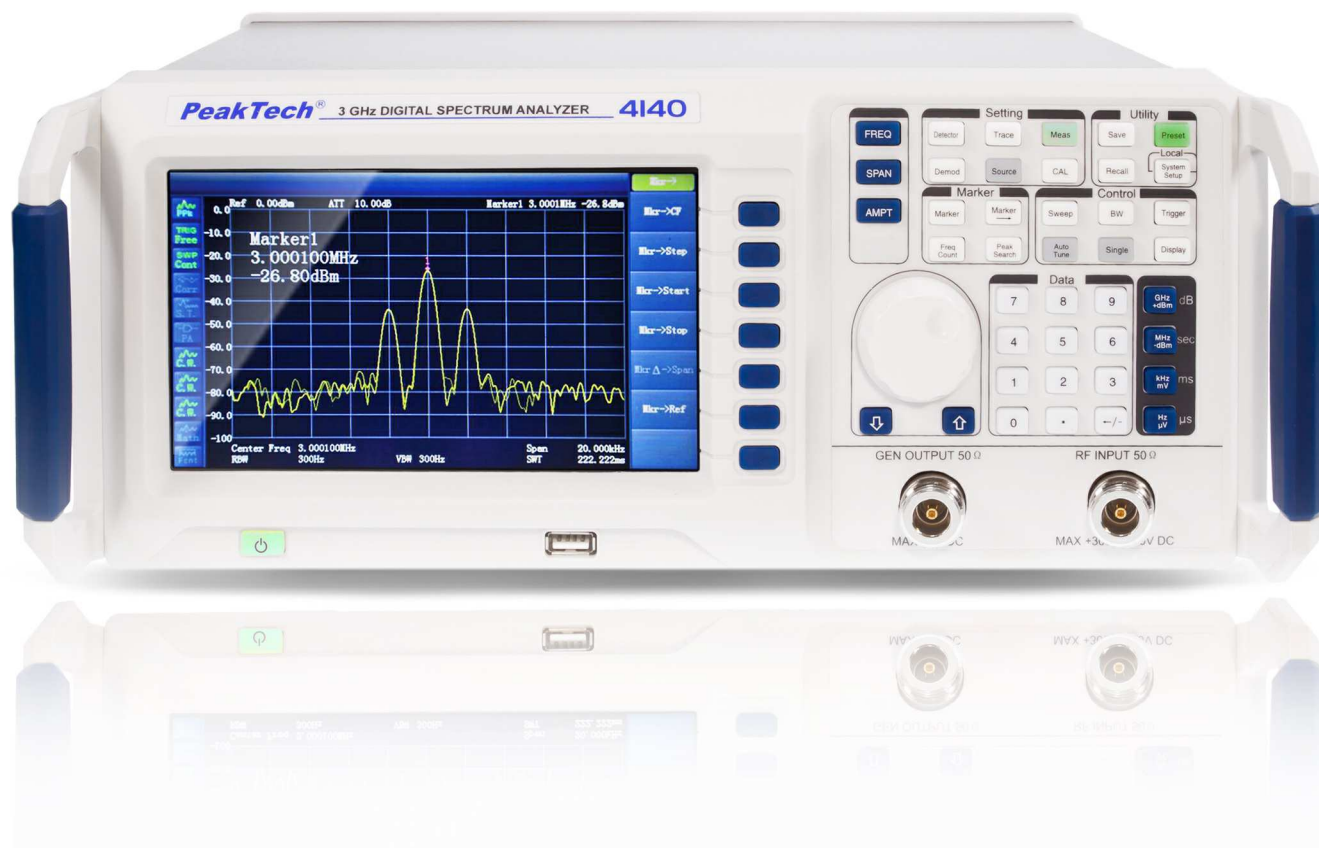 PeakTech® 3 GHz DIGITAL SPECTRUM ANALYZER 4140
Mkr->
Ref 0.00dBm ATT 10.00dB Marker1 3.0001MHz -26.8dBm
Marker1
3.000100MHz
-26.80dBm
PPk
TRIG
Free
SWP
Cont
Corr
S.T.
PA
C.W.
C.W.
C.W.
Math
0.0
-10.0
-20.0
-30.0
-40.0
-50.0
-60.0
-70.0
-80.0
-90.0
-100
1
Center Freq 3.000100MHz Span 20.000kHz
RBW 300Hz VBW 300Hz SWT 222.222ms
Mkr->CF
Mkr->Step
Mkr->Start
Mkr->Stop
Mkr Δ->Span
Mkr->Ref
FREQ
SPAN
AMPT
Setting
Detector Trace Meas
Demod Source CAL
Utility
Save Preset
Local
Recall System
Setup
Marker
Marker Marker
→
Freq
Count
Peak
Search
Control
Sweep BW Trigger
Auto
Tune
Single Display
Data
7 8 9
4 5 6
1 2 3
0 . ←/-
GHz
+dBm
dB
MHz
-dBm
sec
kHz
mV
ms
Hz
µV
µs
GEN OUTPUT 50 Ω RF INPUT 50 Ω
MAX DC
MAX +30 V DC